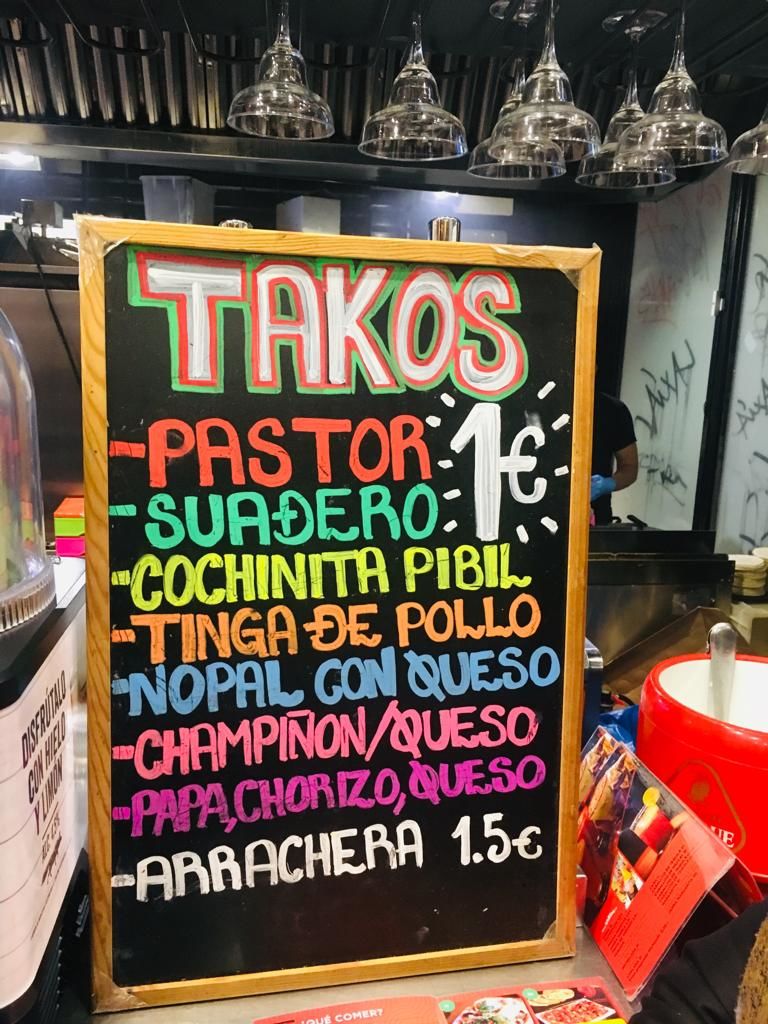 TAKOS
-PASTOR 1€
-SUADERO
-COCHINITA PIBIL
-TINGA DE POLLO
-NOPAL CON QUESO
-CHAMPIÑON/QUESO
-PAPA,CHORIZO,QUESO
-ARRACHERA 1.5€
DISFRÚTALO
CON HIELO
Y LIMÓN
¿QUÉ COMER?